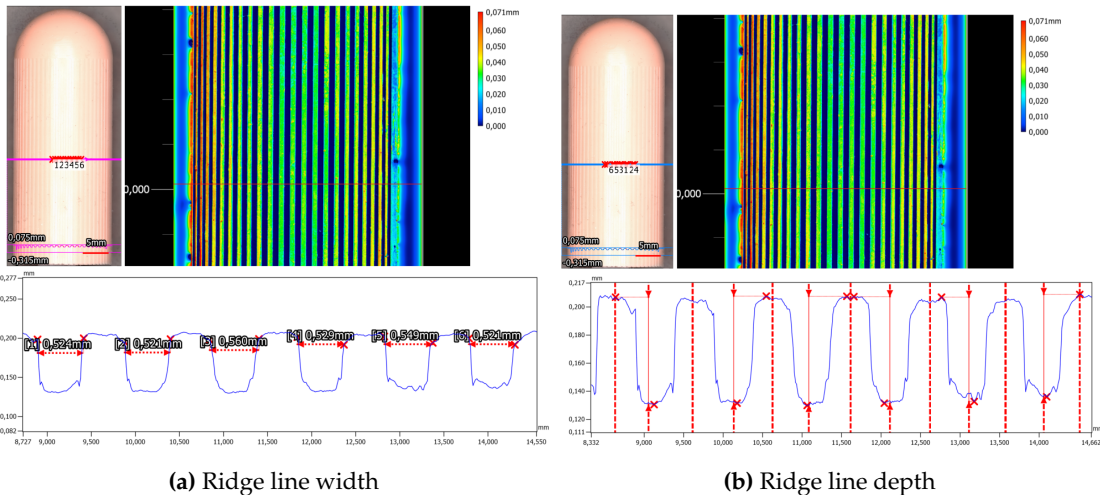 0,071mm
0,060
0,050
0,040
0,030
0,020
0,010
0,000
123456
0,000
0,075mm
5mm
-0,315mm
mm
0,277
0,250
0,200
0,150
0,100
0,082
[1] 0,524mm
[2] 0,521mm
[3] 0,560mm
[4] 0,529mm
[5] 0,549mm
[6] 0,521mm
mm
8,727 9,000 9,500 10,000 10,500 11,000 11,500 12,000 12,500 13,000 13,500 14,000 14,550
(a) Ridge line width
0,071mm
0,060
0,050
0,040
0,030
0,020
0,010
0,000
653124
0,000
0,075mm
5mm
-0,315mm
mm
0,217
0,200
0,180
0,160
0,140
0,120
0,111
mm
8,332 9,000 9,500 10,000 10,500 11,000 11,500 12,000 12,500 13,000 13,500 14,000 14,662
(b) Ridge line depth